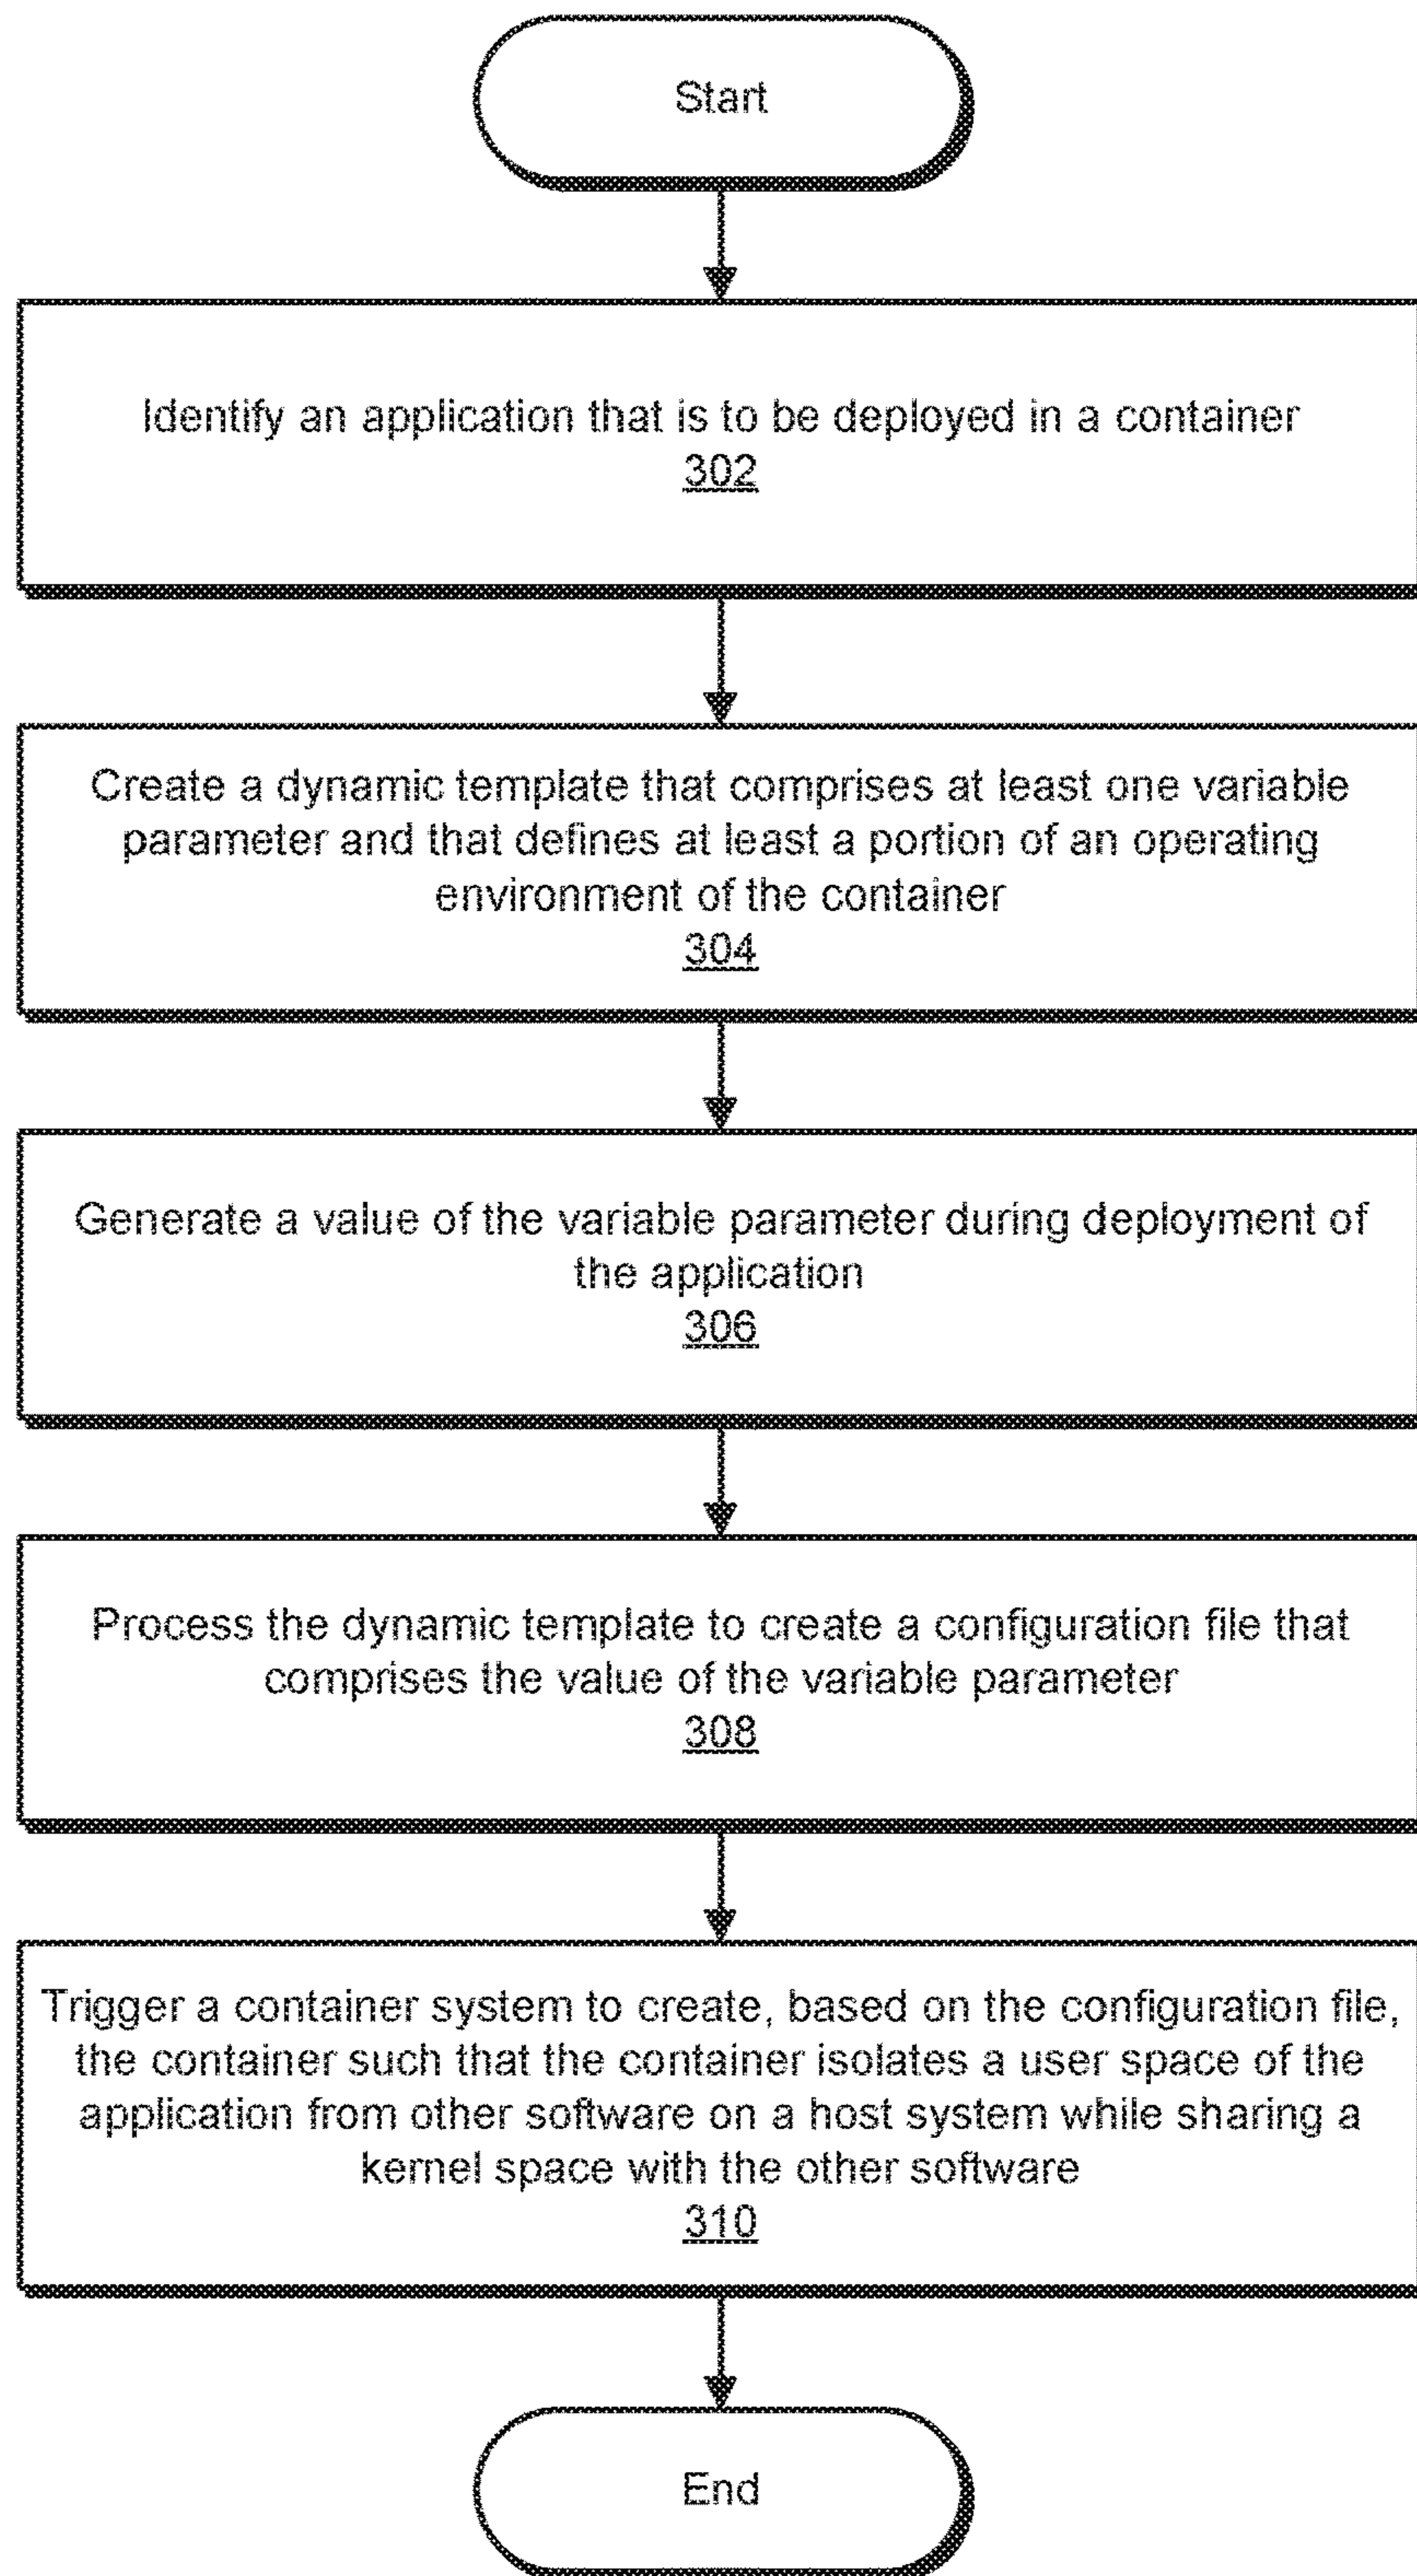 Start
Identify an application that is to be deployed in a container
302
Create a dynamic template that comprises at least one variable
parameter and that defines at least a portion of an operating
environment of the container
304
Generate a value of the variable parameter during deployment of
the application
306
Process the dynamic template to create a configuration file that
comprises the value of the variable parameter
308
Trigger a container system to create, based on the configuration file,
the container such that the container isolates a user space of the
application from other software on a host system while sharing a
kernel space with the other software
310
End